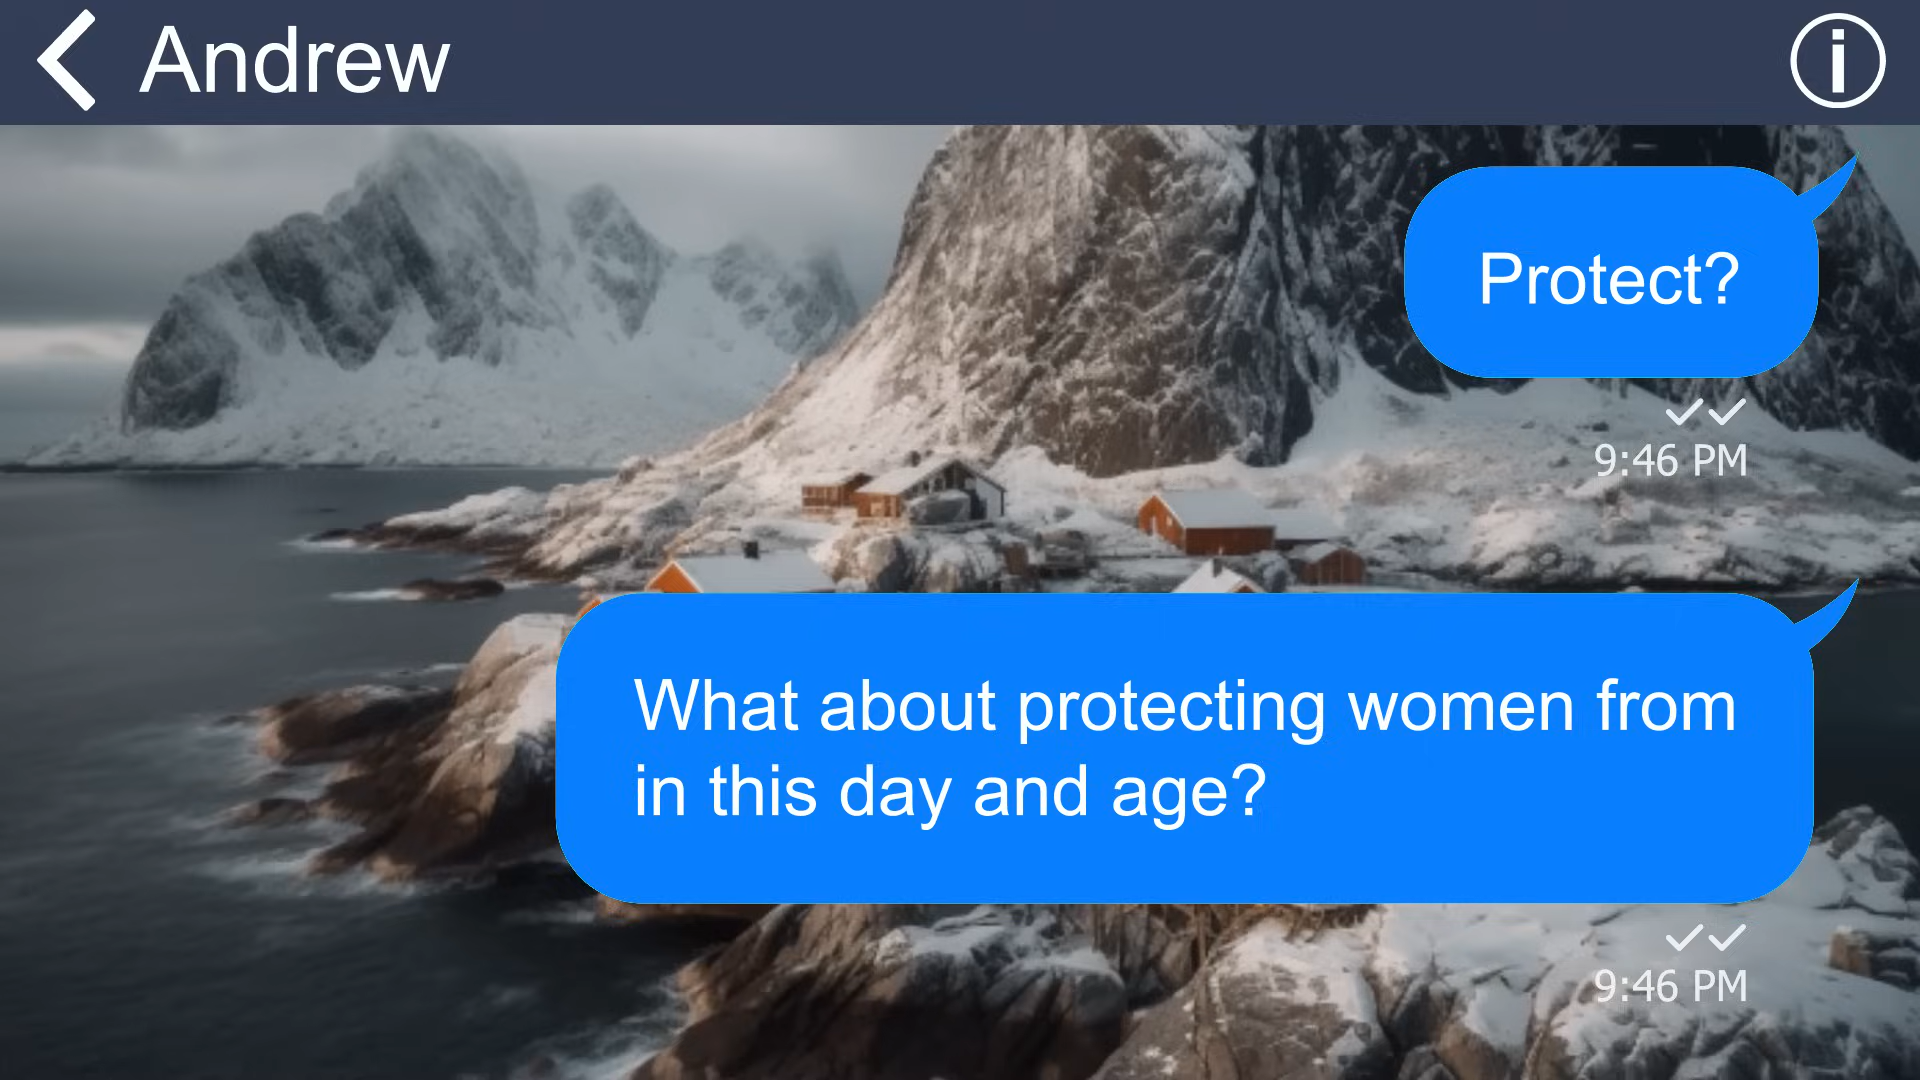 Andrew
Protect?
9:46 PM
What about protecting women from
in this day and age?
9:46 PM